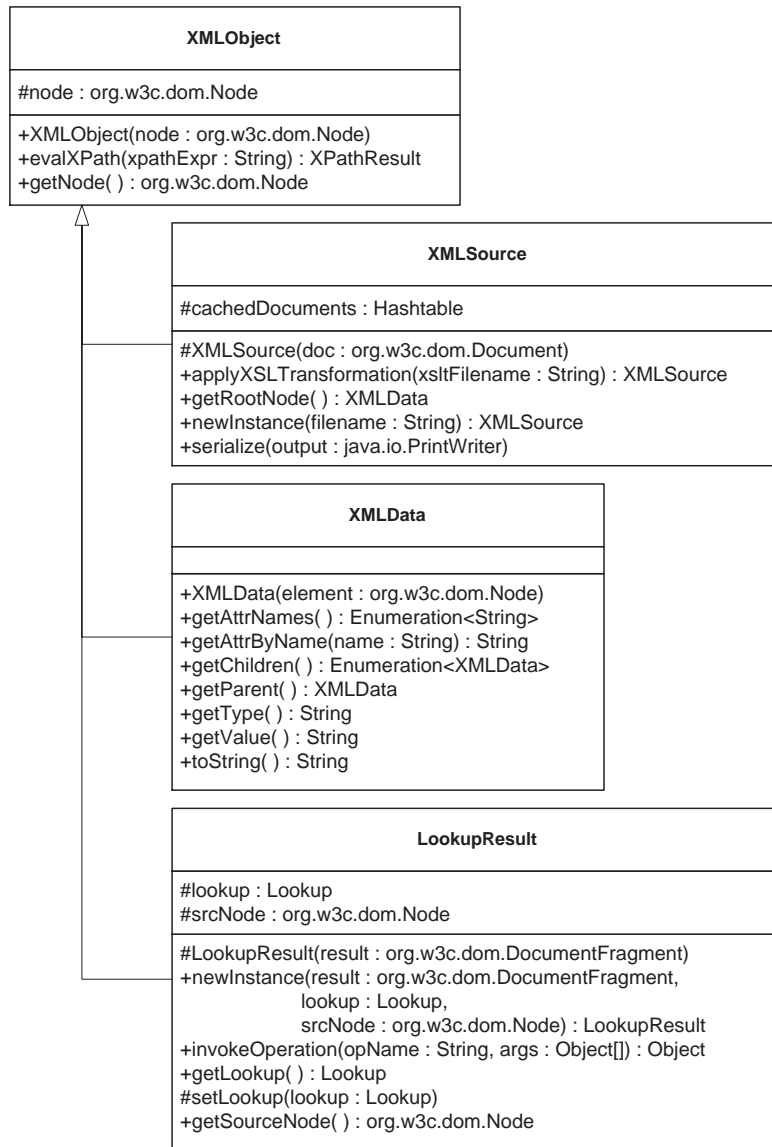 XMLObject
#node : org.w3c.dom.Node
+XMLObject(node : org.w3c.dom.Node)
+evalXPath(xpathExpr : String) : XPathResult
+getNode( ) : org.w3c.dom.Node
XMLSource
#cachedDocuments : Hashtable
#XMLSource(doc : org.w3c.dom.Document)
+applyXSLTransformation(xsltFilename : String) : XMLSource
+getRootNode( ) : XMLData
+newInstance(filename : String) : XMLSource
+serialize(output : java.io.PrintWriter)
XMLData
+XMLData(element : org.w3c.dom.Node)
+getAttrNames( ) : Enumeration<String>
+getAttrByName(name : String) : String
+getChildren( ) : Enumeration<XMLData>
+getParent( ) : XMLData
+getType( ) : String
+getValue( ) : String
+toString( ) : String
LookupResult
#lookup : Lookup
#srcNode : org.w3c.dom.Node
#LookupResult(result : org.w3c.dom.DocumentFragment)
+newInstance(result : org.w3c.dom.DocumentFragment,
lookup : Lookup,
srcNode : org.w3c.dom.Node) : LookupResult
+invokeOperation(opName : String, args : Object[]) : Object
+getLookup( ) : Lookup
#setLookup(lookup : Lookup)
+getSourceNode( ) : org.w3c.dom.Node